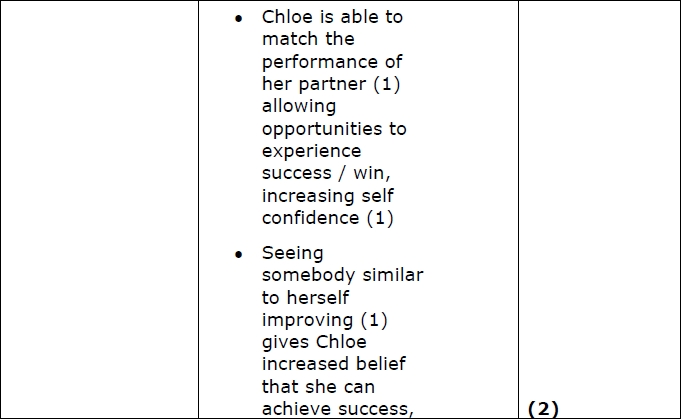 • Chloe is able to
match the
performance of
her partner (1)
allowing
opportunities to
experience
success / win,
increasing self
confidence (1)
• Seeing
somebody similar
to herself
improving (1)
gives Chloe
increased belief
that she can
achieve success,
(2)